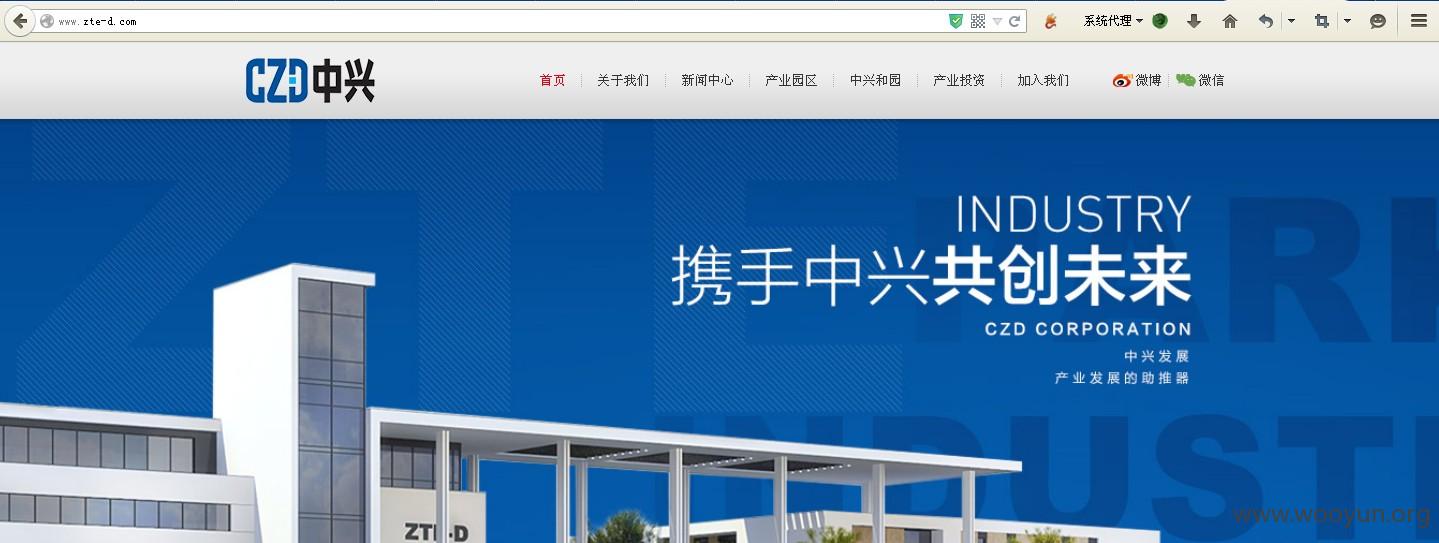 www.zte-d.com
系统代理
CZD中兴
首页 关于我们 新闻中心 产业园区 中兴和园 产业投资 加入我们 微博 微信
ZTE PARK
INDUSTRY
携手中兴共创未来
CZD CORPORATION
中兴发展
产业发展的助推器
INDUSTR
ZTE-D
www.wooyun.org